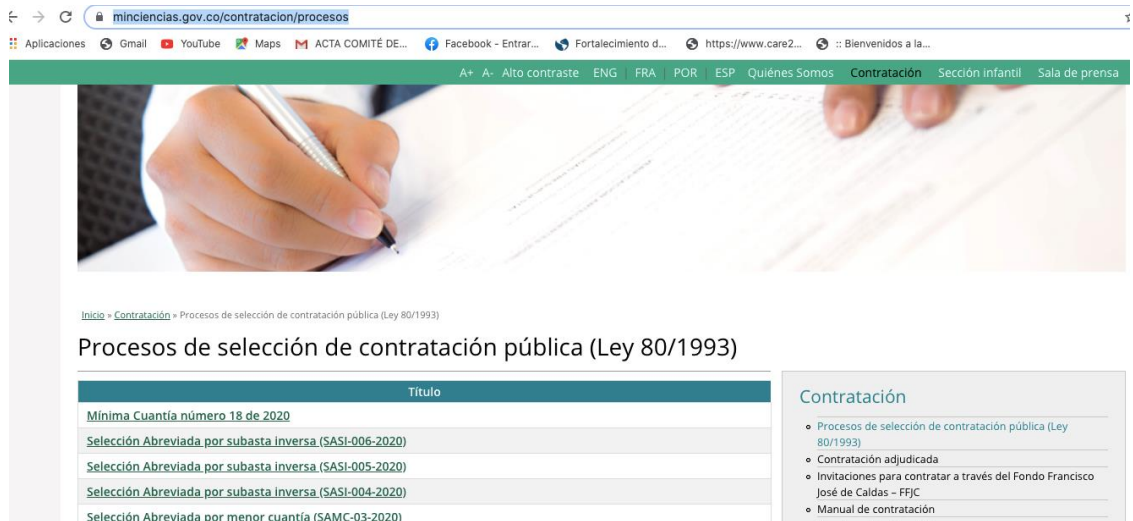 minciencias.gov.co/contratacion/procesos
Aplicaciones Gmail YouTube Maps ACTA COMITÉ DE... Facebook - Entrar... Fortalecimiento d... https://www.care2... :: Bienvenidos a la...
A+ A- Alto contraste ENG | FRA | POR | ESP Quiénes Somos Contratación Sección infantil Sala de prensa
Inicio » Contratación » Procesos de selección de contratación pública (Ley 80/1993)
Procesos de selección de contratación pública (Ley 80/1993)
Título
Mínima Cuantía número 18 de 2020
Selección Abreviada por subasta inversa (SASI-006-2020)
Selección Abreviada por subasta inversa (SASI-005-2020)
Selección Abreviada por subasta inversa (SASI-004-2020)
Selección Abreviada por menor cuantía (SAMC-03-2020)
Contratación
Procesos de selección de contratación pública (Ley
80/1993)
Contratación adjudicada
Invitaciones para contratar a través del Fondo Francisco
José de Caldas – FFJC
Manual de contratación